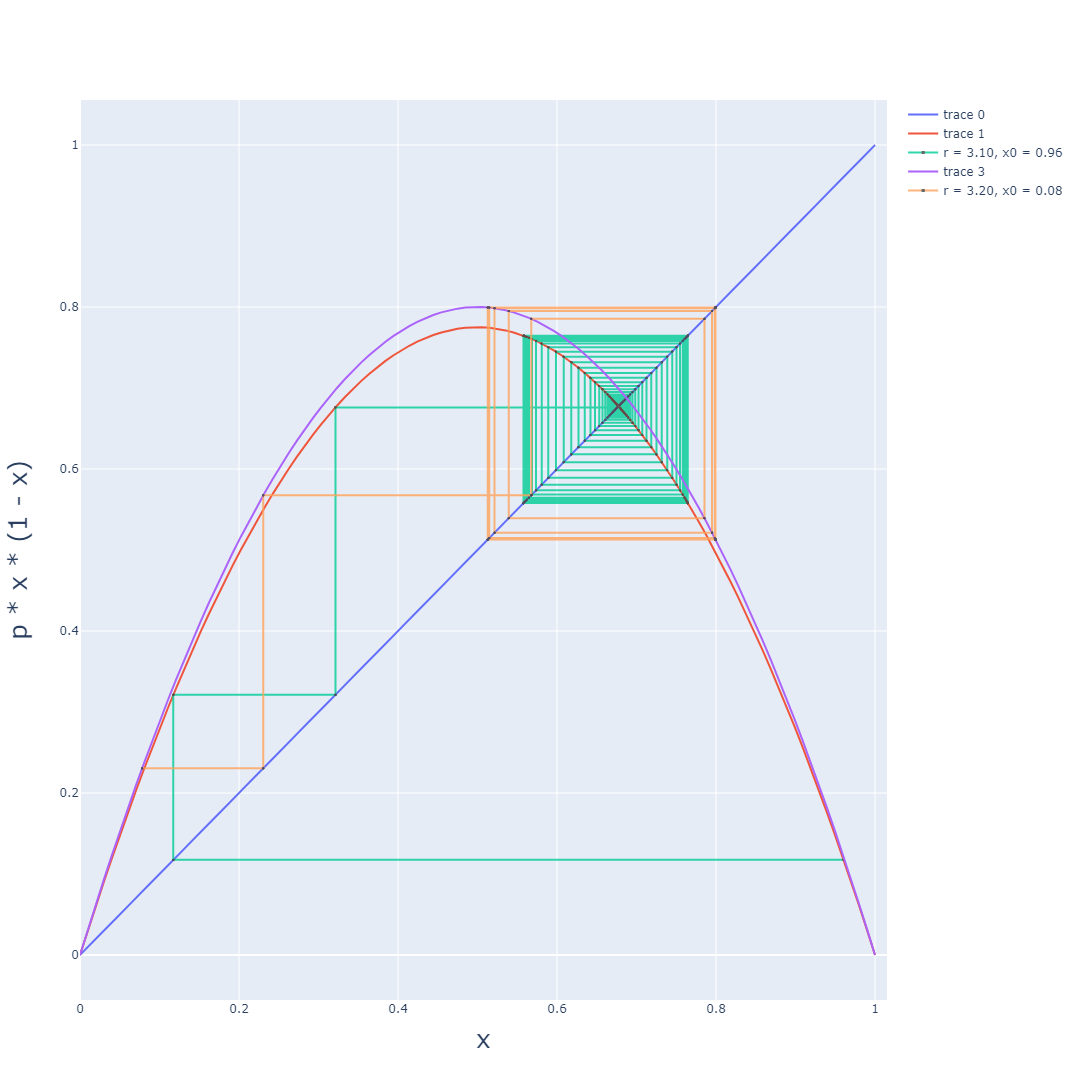 trace 0
trace 1
r = 3.10, x0 = 0.96
trace 3
r = 3.20, x0 = 0.08
1
0.8
0.6
0.4
0.2
0
p * x * (1 - x)
0 0.2 0.4 0.6 0.8 1
x